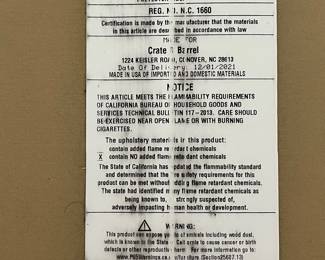 REG. NO. N.C. 1660
Certification is made by the manufacturer that the materials
in this article are described in accordance with law
MADE FOR
Crate & Barrel
1224 KEISLER ROAD, CONOVER, NC 28613
Date Of Delivery: 12/01/2021
MADE IN USA OF IMPORTED AND DOMESTIC MATERIALS
NOTICE
THIS ARTICLE MEETS THE FLAMMABILITY REQUIREMENTS
OF CALIFORNIA BUREAU OF HOUSEHOLD GOODS AND
SERVICES TECHNICAL BULLETIN 117-2013. CARE SHOULD
BE EXERCISED NEAR OPEN FLAME OR WITH BURNING
CIGARETTES.
The upholstery materials in this product:
contain added flame retardant chemicals
X contain NO added flame retardant chemicals
The State of California has updated the flammability standard
and determined that the fire safety requirements for this
product can be met without adding flame retardant chemicals.
The state had identified many flame retardant chemicals as
being known to, or strongly suspected of,
adversely impacting human health or development.
WARNING:
This product can expose you to chemicals including wood dust,
which is known to the State of California to cause cancer or birth
defects or other reproductive harm. For more information go to
www.P65Warnings.ca.gov/furniture (Section25607.13)